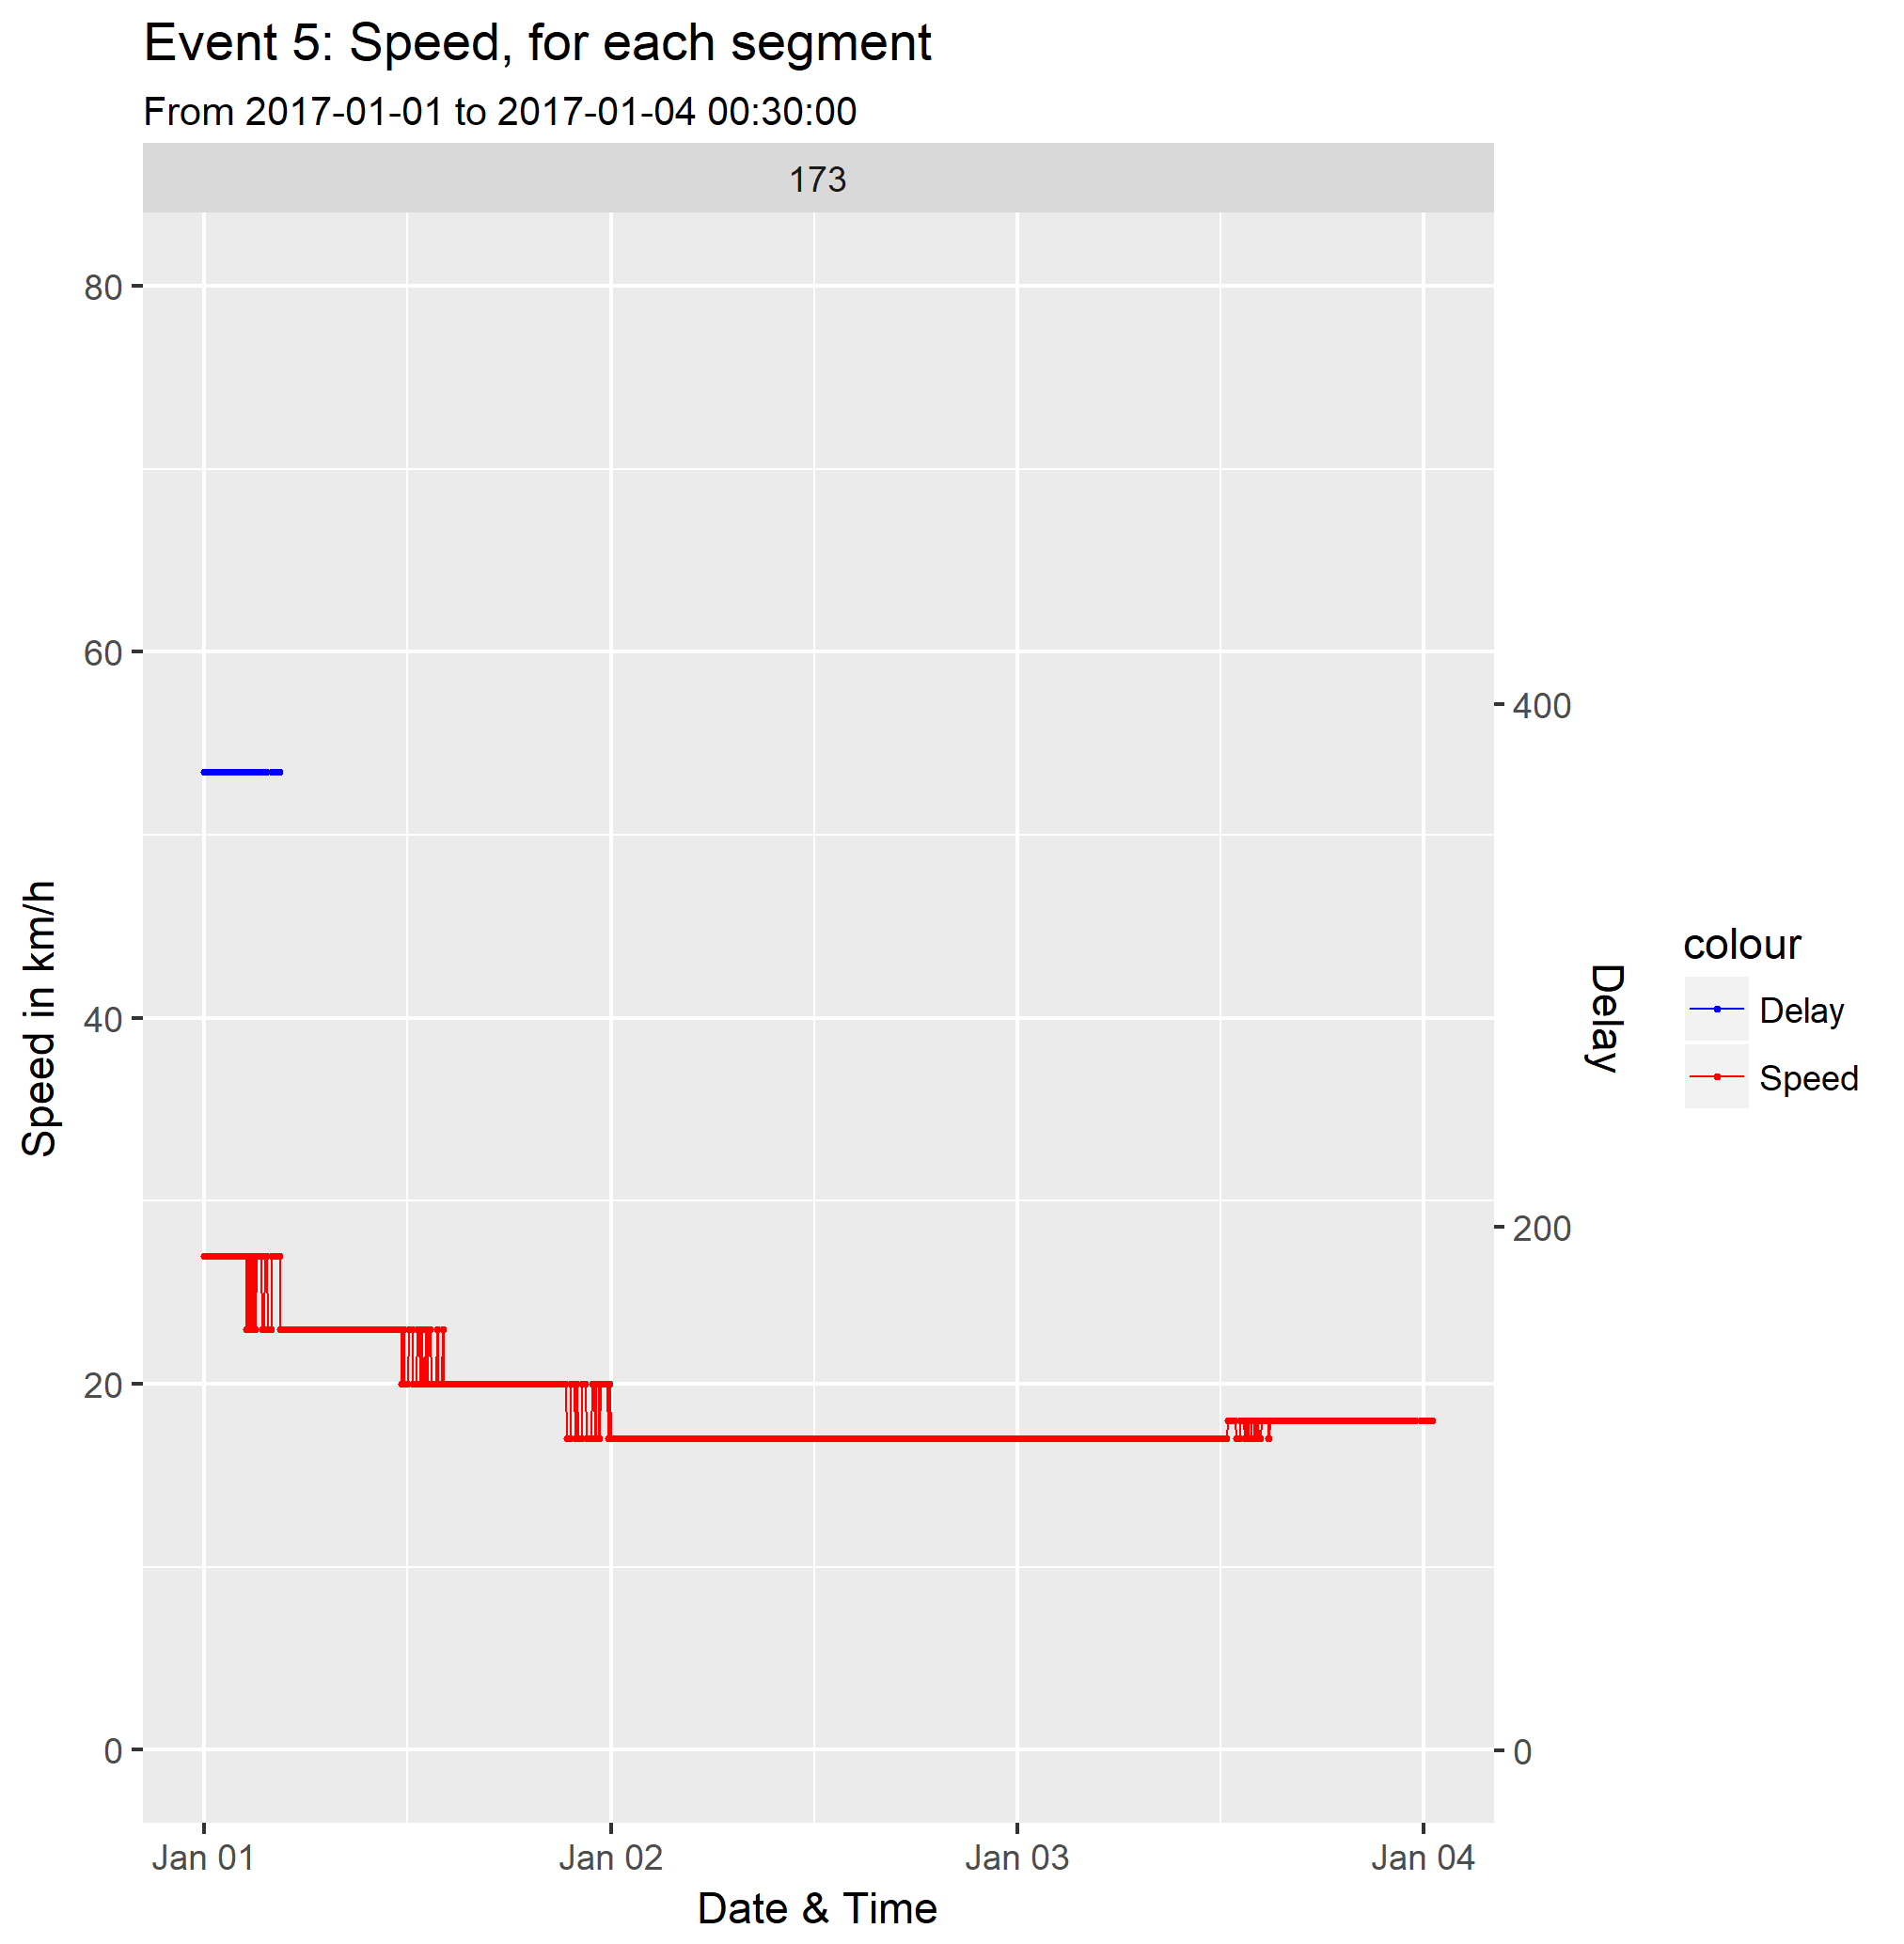 Event 5: Speed, for each segment
From 2017-01-01 to 2017-01-04 00:30:00
173
80
60
40
20
0
Speed in km/h
400
200
0
Delay
colour
Delay
Speed
Jan 01
Jan 02
Jan 03
Jan 04
Date & Time